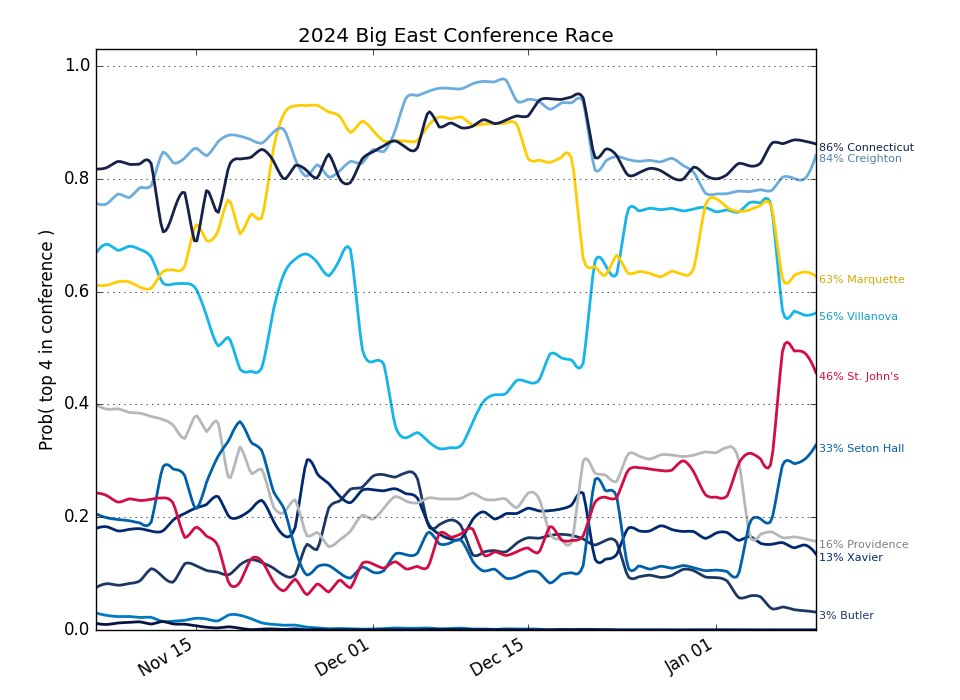 2024 Big East Conference Race
1.0
0.8
0.6
0.4
0.2
0.0
Prob( top 4 in conference )
86% Connecticut
84% Creighton
63% Marquette
56% Villanova
46% St. John's
33% Seton Hall
16% Providence
13% Xavier
3% Butler
Nov 15
Dec 01
Dec 15
Jan 01